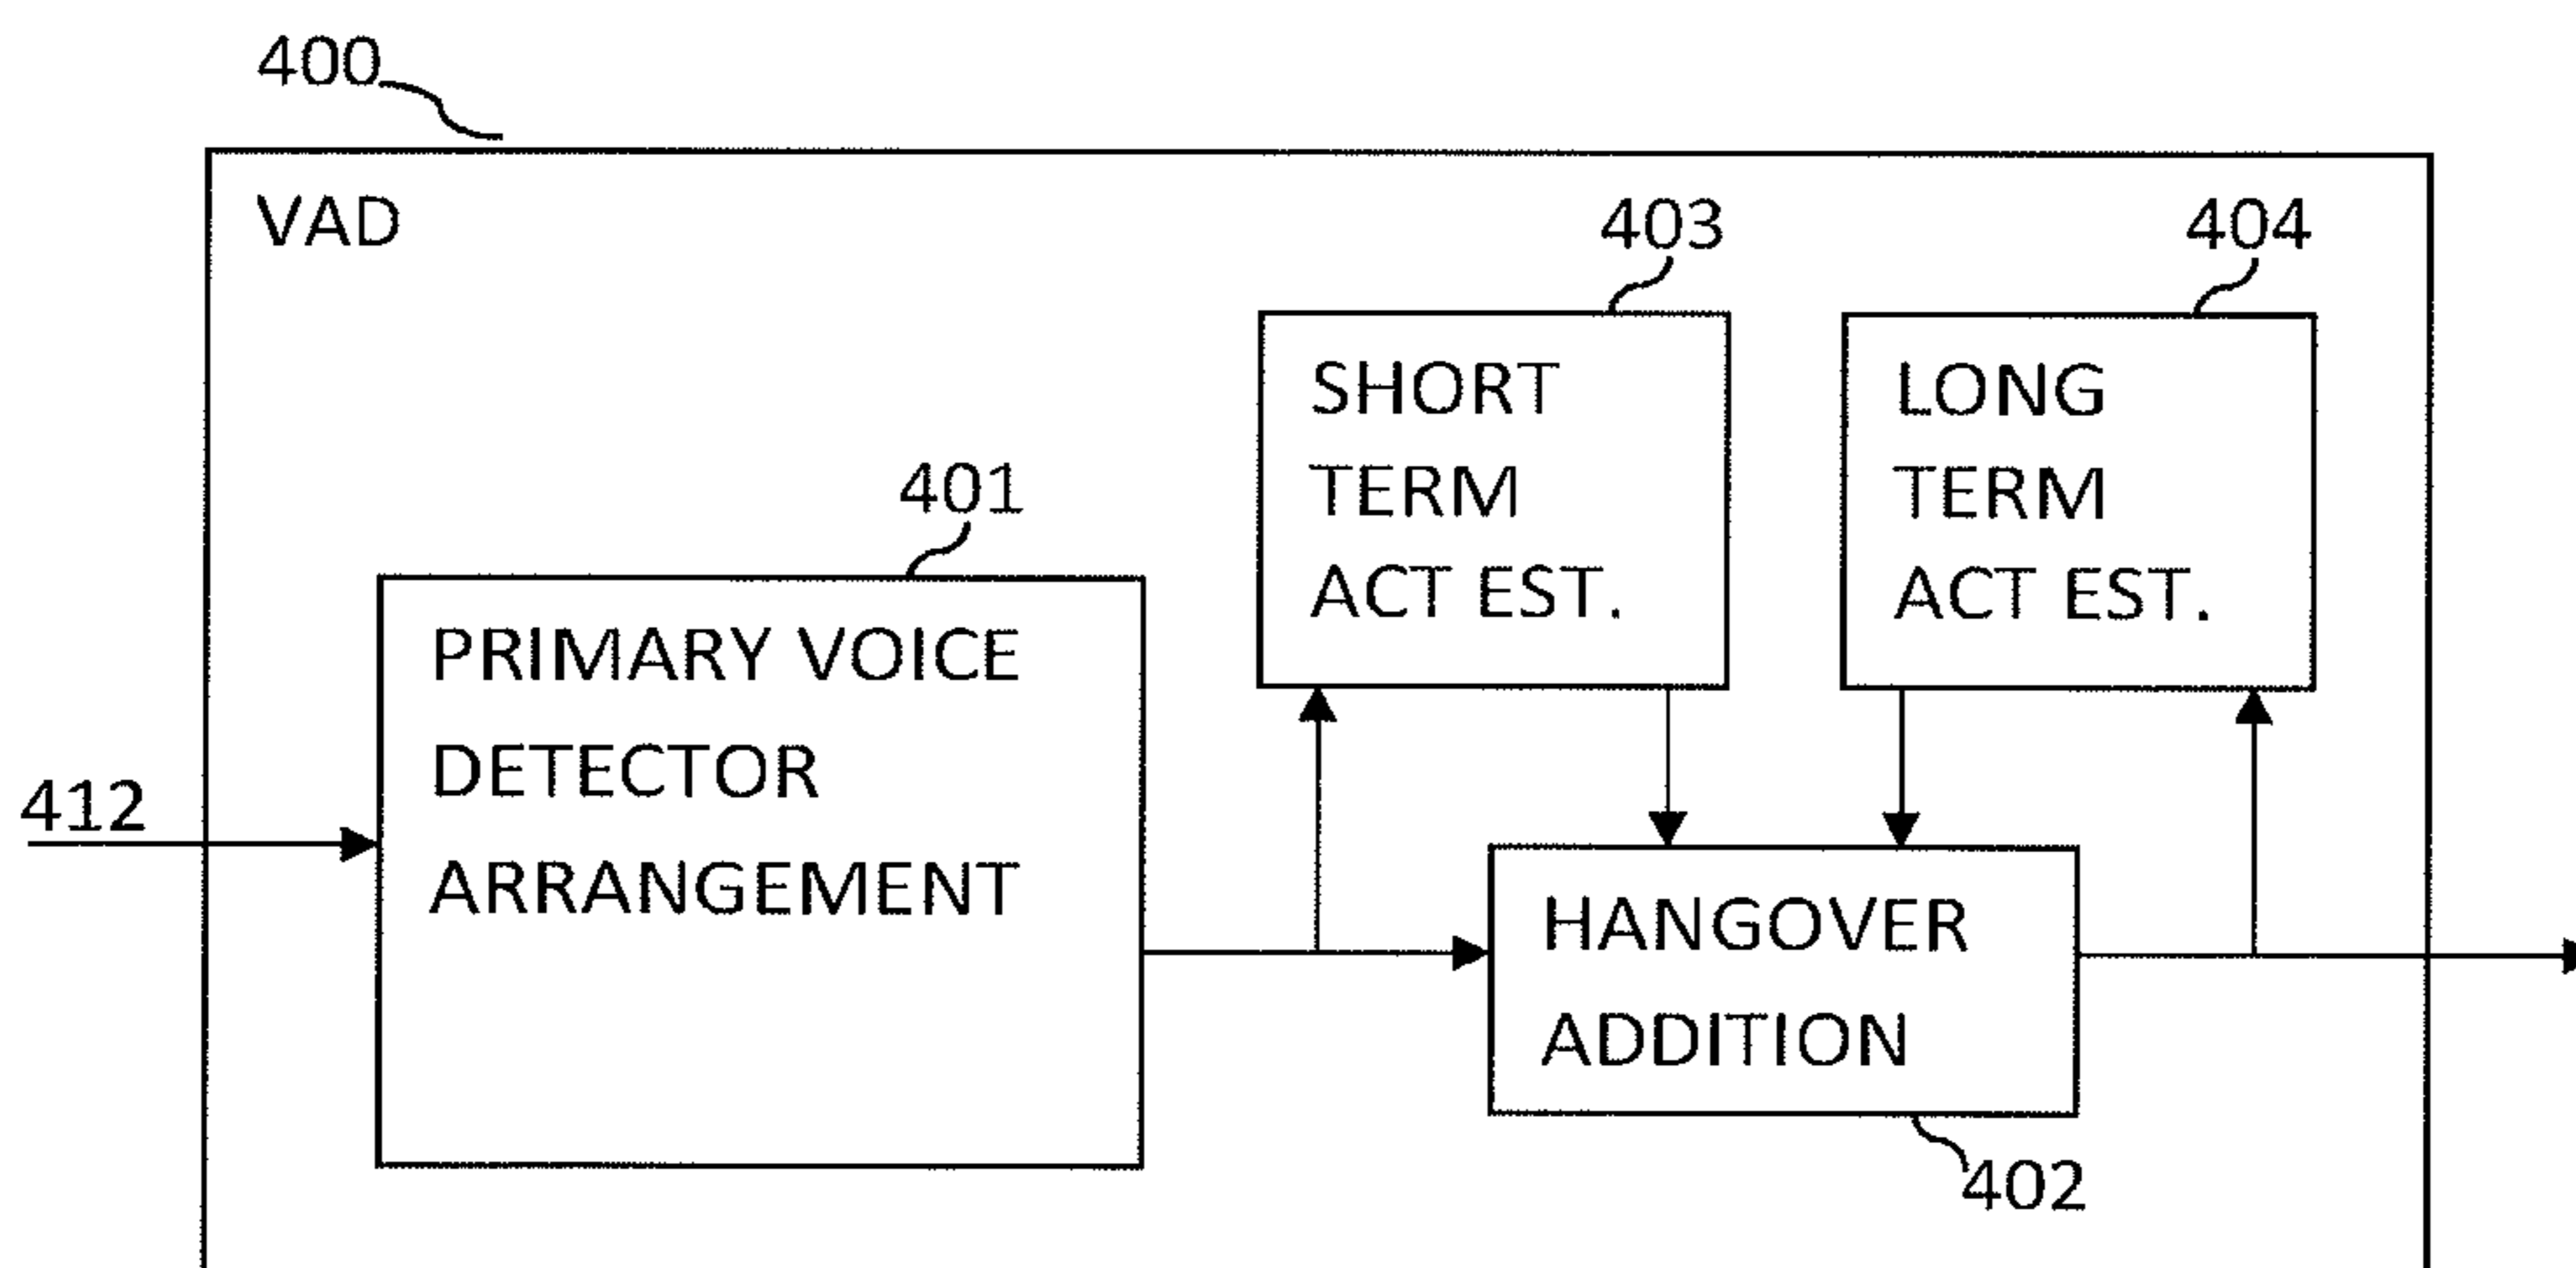 400
VAD
403
404
SHORT
TERM
ACT EST.
LONG
TERM
ACT EST.
401
PRIMARY VOICE
DETECTOR
ARRANGEMENT
412
HANGOVER
ADDITION
402